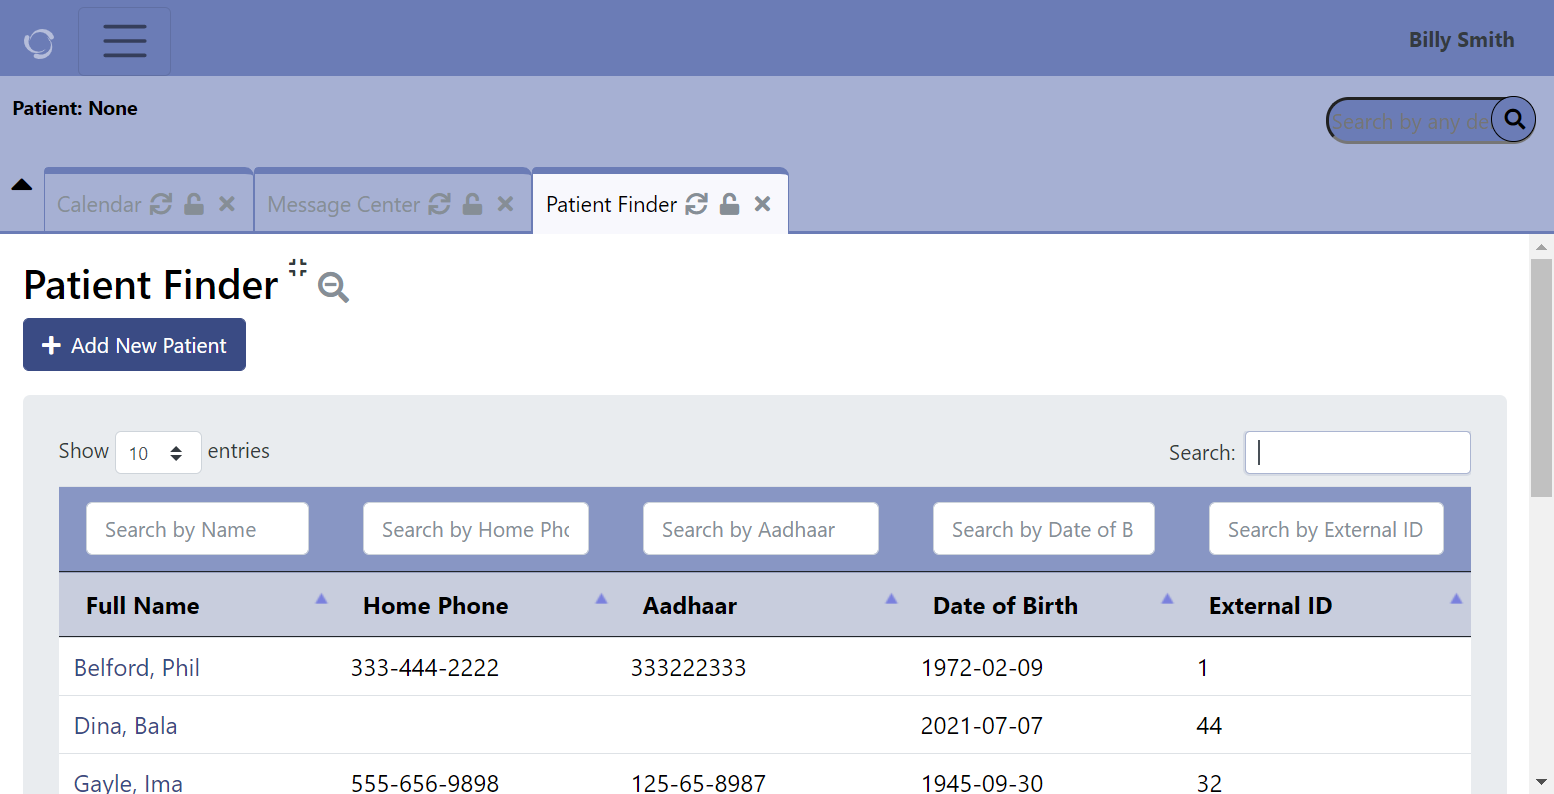 Billy Smith
Patient: None
Search by any de
Calendar
Message Center
Patient Finder
Patient Finder
Add New Patient
Show 10 entries
Search:
Search by Name
Search by Home Pho
Search by Aadhaar
Search by Date of B
Search by External ID
Full Name
Home Phone
Aadhaar
Date of Birth
External ID
Belford, Phil 333-444-2222 333222333 1972-02-09 1
Dina, Bala 2021-07-07 44
Gayle, Ima 555-656-9898 125-65-8987 1945-09-30 32